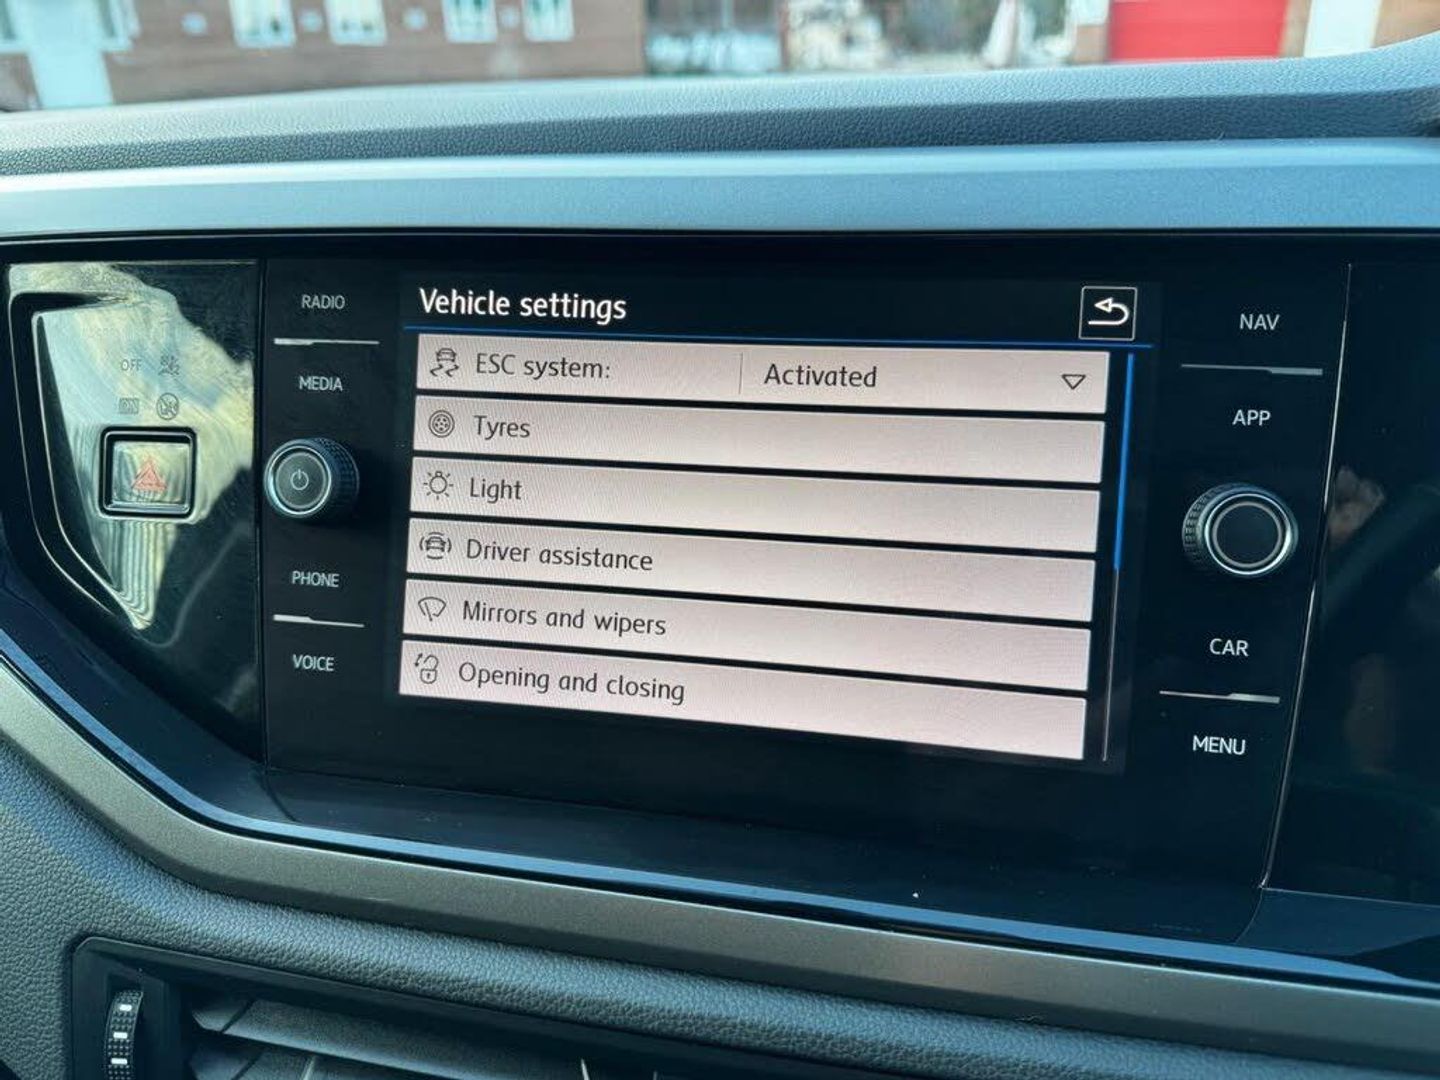 RADIO
MEDIA
PHONE
VOICE
OFF
Vehicle settings
ESC system: Activated
Tyres
Light
Driver assistance
Mirrors and wipers
Opening and closing
NAV
APP
CAR
MENU